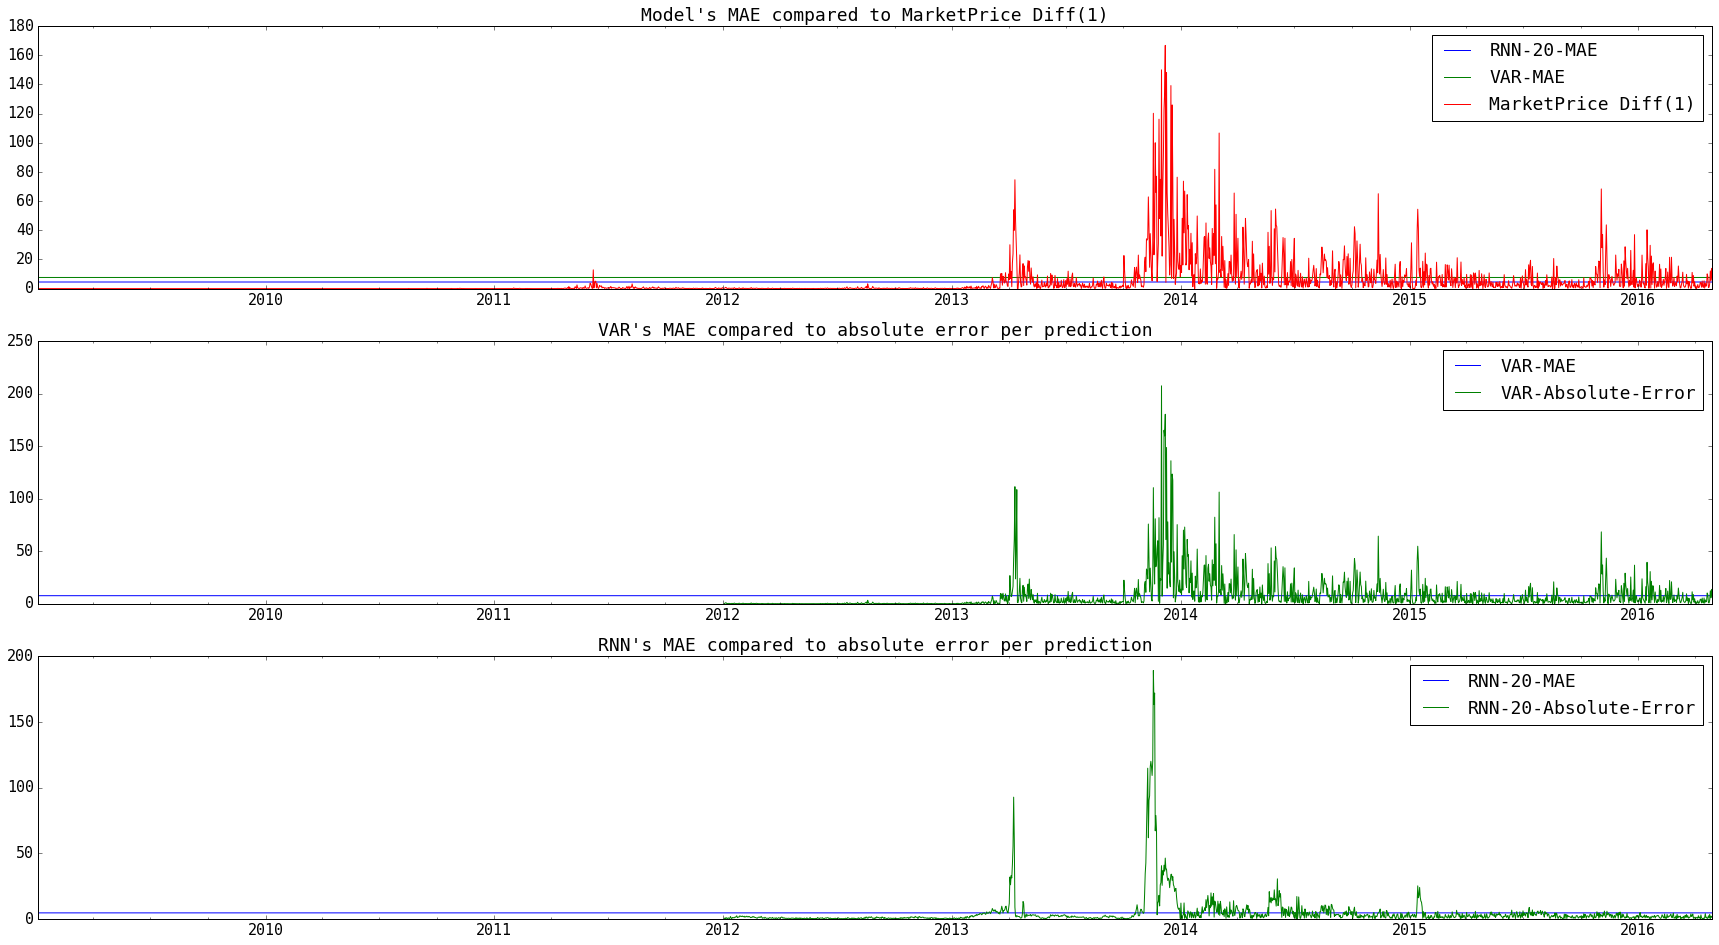 Model's MAE compared to MarketPrice Diff(1)
180
160
140
120
100
80
60
40
20
0
RNN-20-MAE
VAR-MAE
MarketPrice Diff(1)
2010 2011 2012 2013 2014 2015 2016
VAR's MAE compared to absolute error per prediction
250
200
150
100
50
0
VAR-MAE
VAR-Absolute-Error
2010 2011 2012 2013 2014 2015 2016
RNN's MAE compared to absolute error per prediction
200
150
100
50
0
RNN-20-MAE
RNN-20-Absolute-Error
2010 2011 2012 2013 2014 2015 2016